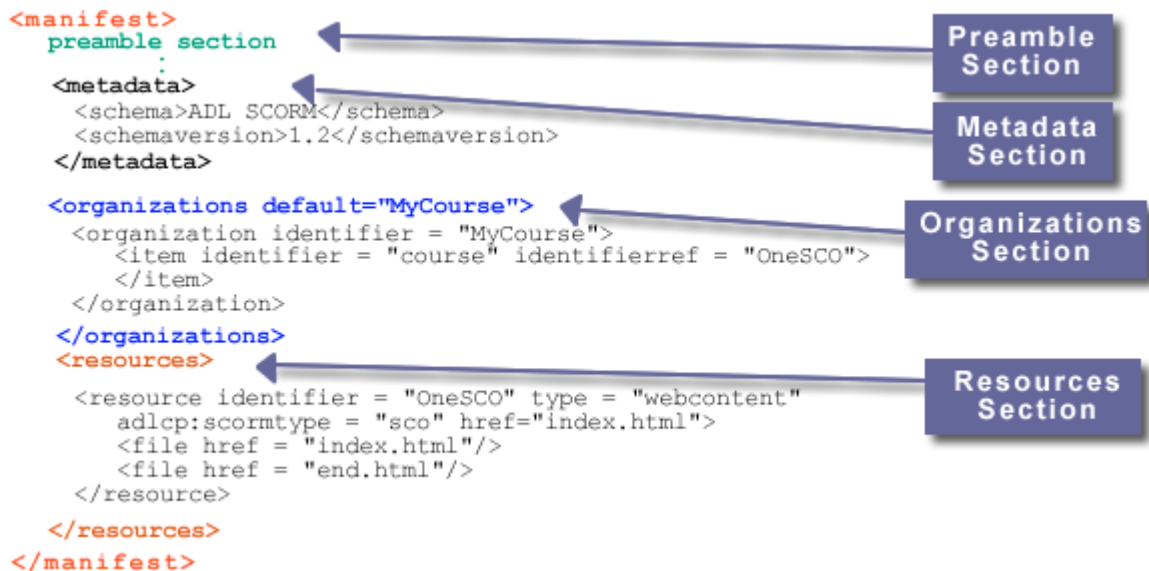 <manifest>
preamble section
:
<metadata>
<schema>ADL SCORM</schema>
<schemaversion>1.2</schemaversion>
</metadata>
<organizations default="MyCourse">
<organization identifier = "MyCourse">
<item identifier = "course" identifierref = "OneSCO">
</item>
</organization>
</organizations>
<resources>
<resource identifier = "OneSCO" type = "webcontent"
adlcp:scormtype = "sco" href="index.html">
<file href = "index.html"/>
<file href = "end.html"/>
</resource>
</resources>
</manifest>
Preamble
Section
Metadata
Section
Organizations
Section
Resources
Section